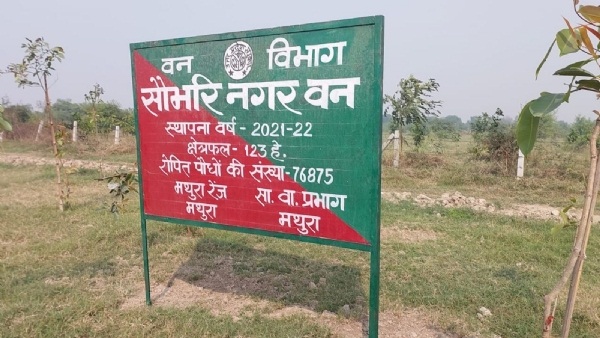 वन विभाग
सौभरि नगर वन
स्थापना वर्ष - 2021-22
क्षेत्रफल - 123 हे.
रोपित पौधों की संख्या-76875
मथुरा रेंज सा. वा. प्रभाग
मथुरा मथुरा